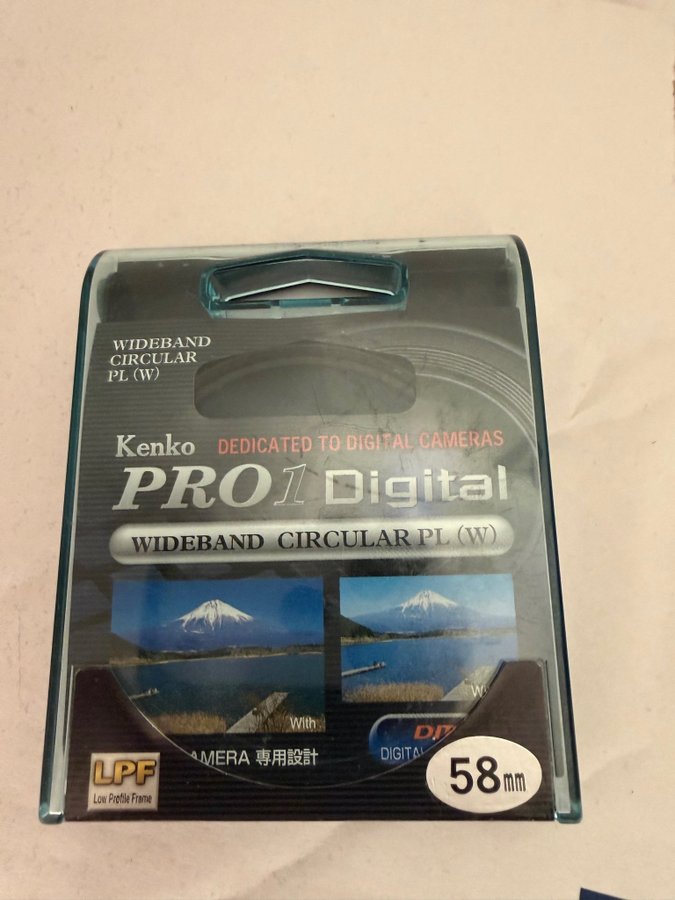 WIDEBAND
CIRCULAR
PL (W)
Kenko DEDICATED TO DIGITAL CAMERAS
PRO1 Digital
WIDEBAND CIRCULAR PL (W)
With
AMERA 専用設計
DIGITAL
LPF
Low Profile Frame
58mm